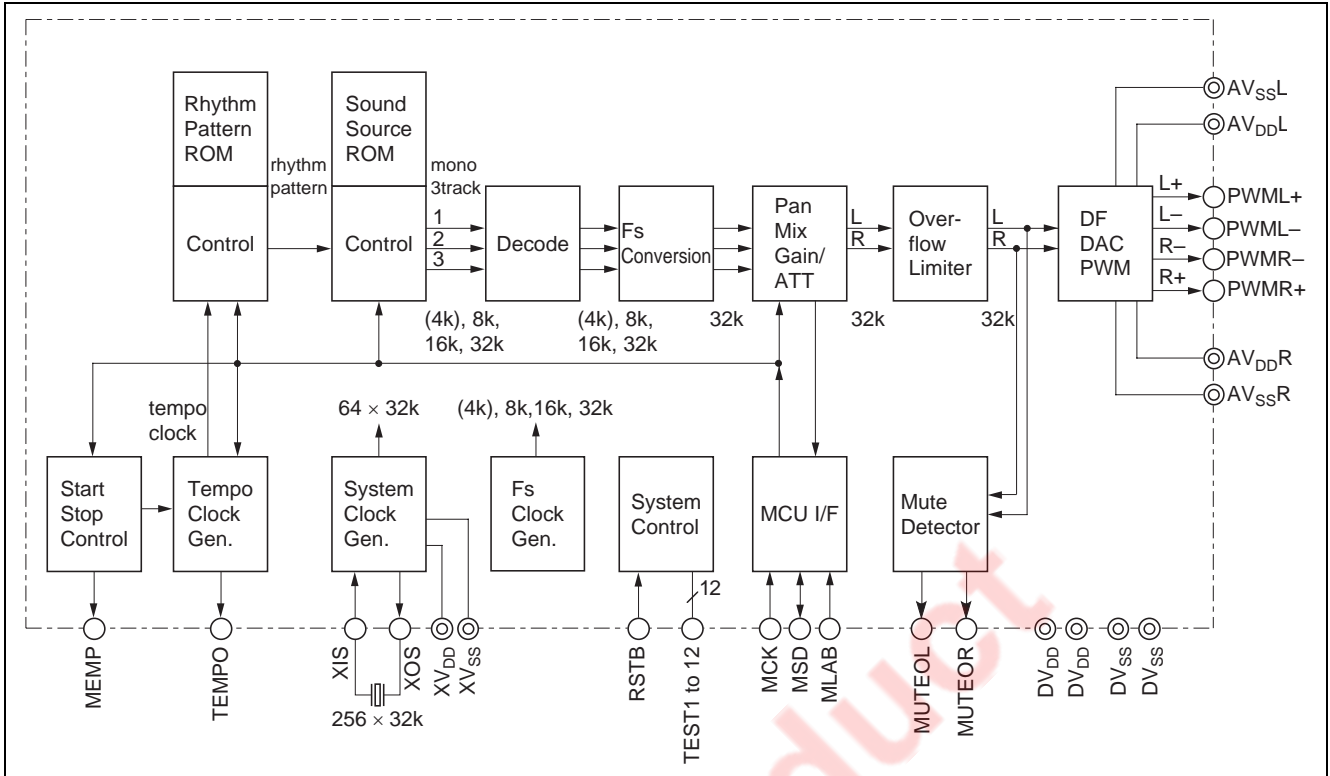 Rhythm
Pattern
ROM
Sound
Source
ROM
rhythm
pattern
mono
3track
Control
Control
1
2
3
Decode
Fs
Conversion
Pan
Mix
Gain/
ATT
L
R
Over-
flow
Limiter
L
R
DF
DAC
PWM
AVSSL
AVDDL
L+
L–
R–
R+
PWML+
PWML–
PWMR–
PWMR+
AVDDR
AVSSR
(4k), 8k,
16k, 32k
(4k), 8k,
16k, 32k
32k
32k
32k
tempo
clock
64 × 32k
(4k), 8k,16k, 32k
Start
Stop
Control
Tempo
Clock
Gen.
System
Clock
Gen.
Fs
Clock
Gen.
System
Control
MCU I/F
Mute
Detector
12
MEMP
TEMPO
XIS
XOS
XVDD
XVSS
256 × 32k
RSTB
TEST1 to 12
MCK
MSD
MLAB
MUTEOL
MUTEOR
DVDD
DVDD
DVSS
DVSS
duct